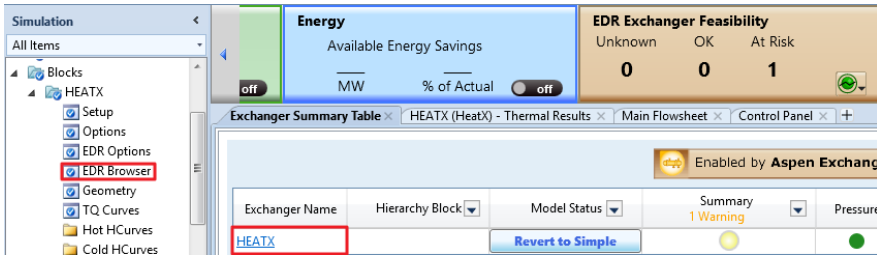 Simulation
All Items
Blocks
HEATX
Setup
Options
EDR Options
EDR Browser
Geometry
TQ Curves
Hot HCurves
Cold HCurves
off
Energy
Available Energy Savings
MW
% of Actual
off
EDR Exchanger Feasibility
Unknown OK At Risk
0 0 1
Exchanger Summary Table × HEATX (HeatX) - Thermal Results × Main Flowsheet × Control Panel × +
Enabled by Aspen Exchang
Exchanger Name Hierarchy Block Model Status Summary Pressure
1 Warning
HEATX Revert to Simple